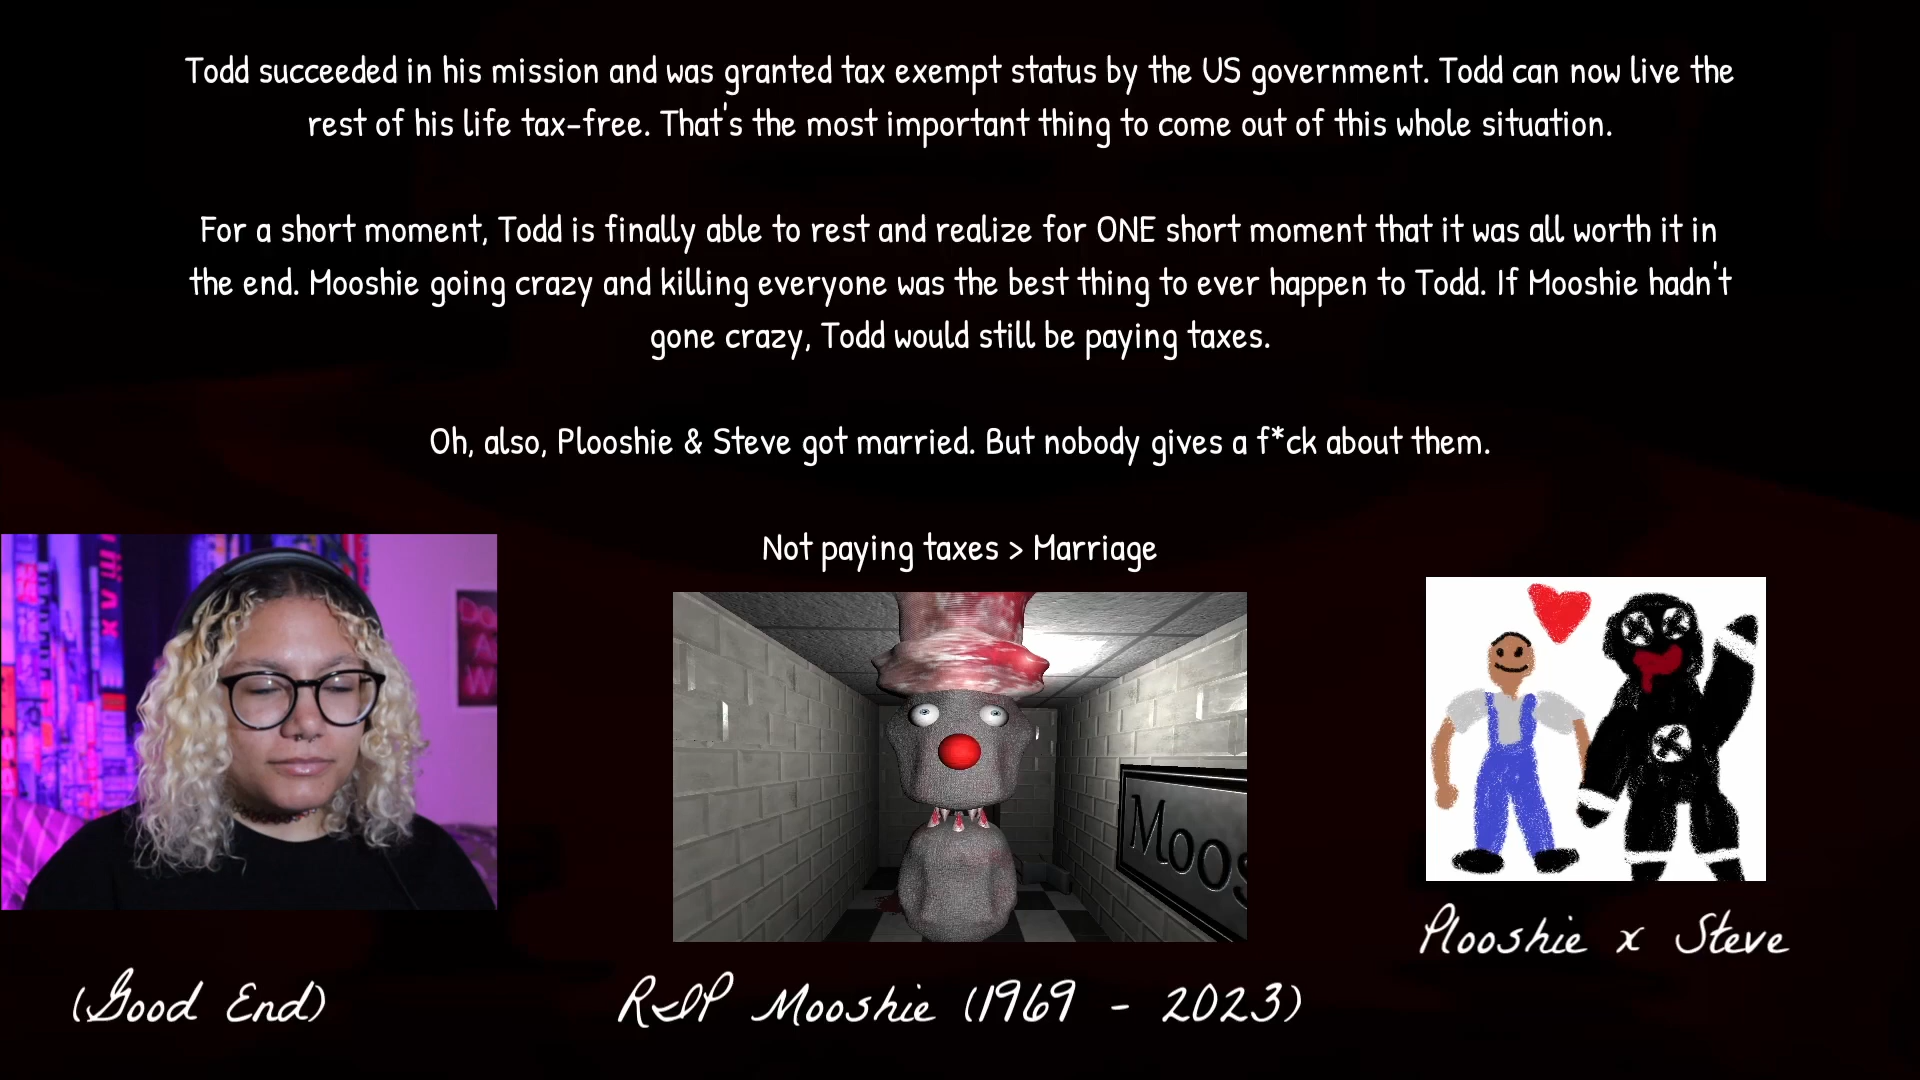 Todd succeeded in his mission and was granted tax exempt status by the US government. Todd can now live the
rest of his life tax-free. That's the most important thing to come out of this whole situation.
For a short moment, Todd is finally able to rest and realize for ONE short moment that it was all worth it in
the end. Mooshie going crazy and killing everyone was the best thing to ever happen to Todd. If Mooshie hadn't
gone crazy, Todd would still be paying taxes.
Oh, also, Plooshie & Steve got married. But nobody gives a f*ck about them.
Not paying taxes > Marriage
Moos
Plooshie x Steve
(Good End)
RIP Mooshie (1969 - 2023)